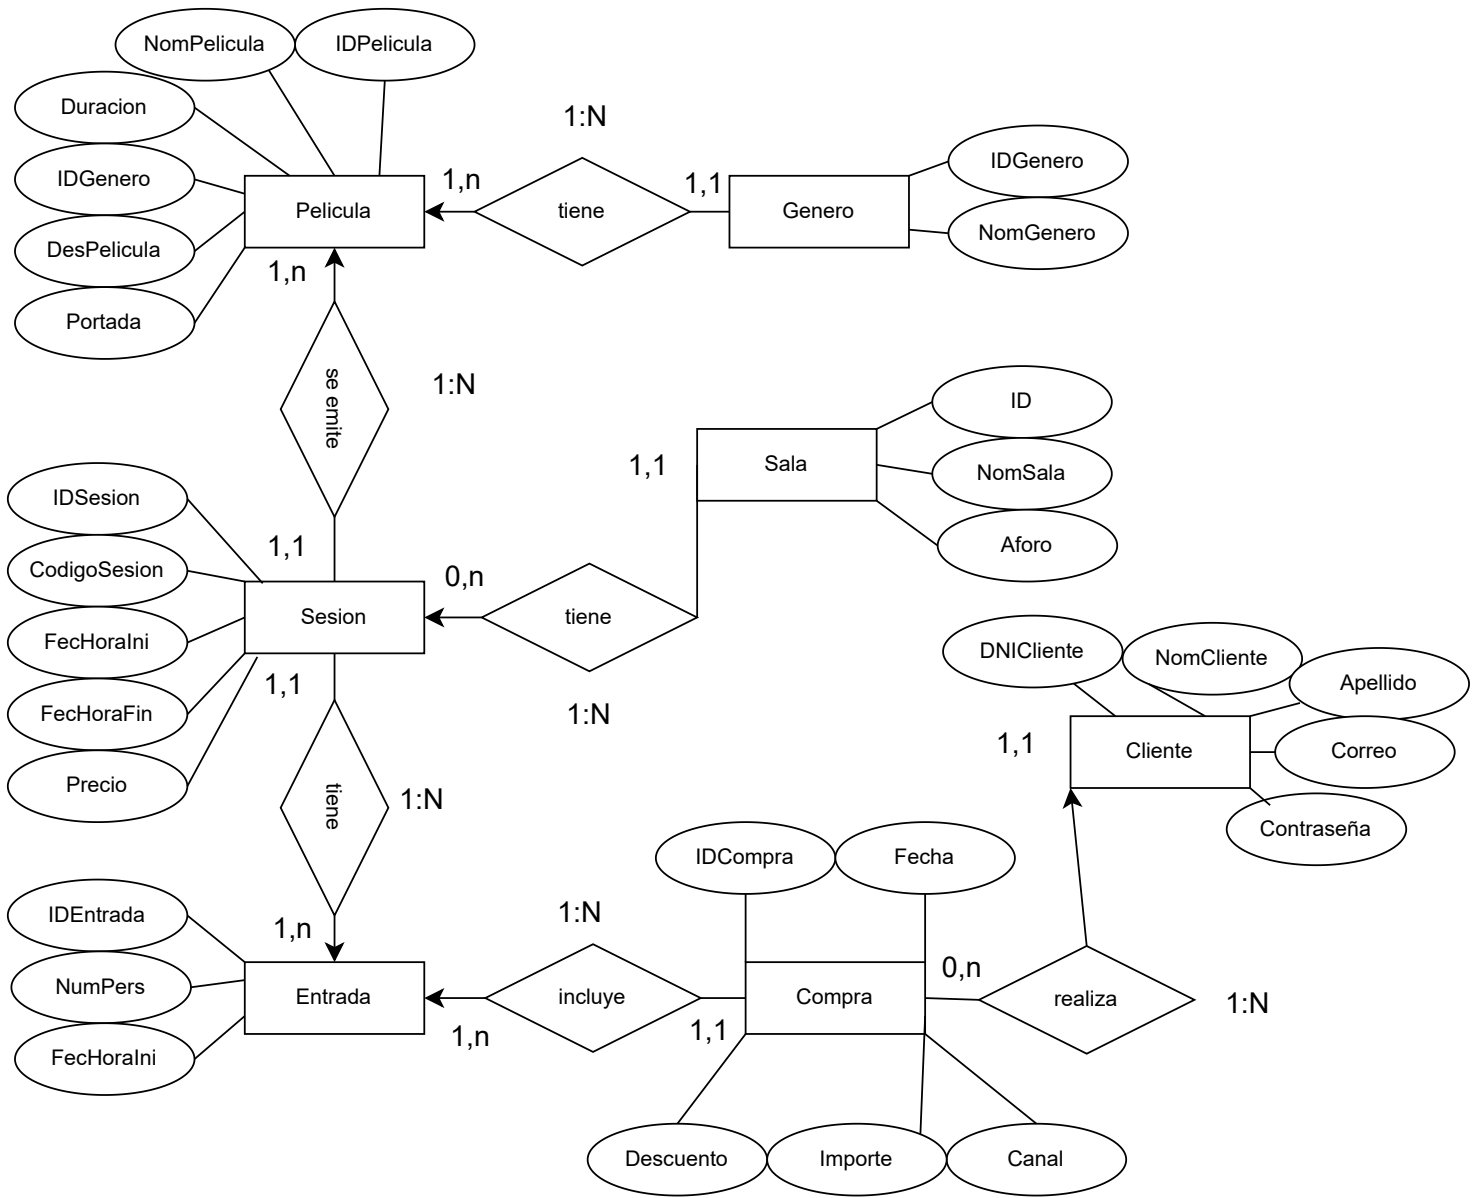 NomPelicula
IDPelicula
Duracion
1:N
IDGenero
IDGenero
1,n
1,1
Pelicula
tiene
Genero
NomGenero
DesPelicula
1,n
Portada
se emite
1:N
ID
1,1
Sala
NomSala
IDSesion
1,1
Aforo
CodigoSesion
0,n
Sesion
tiene
FecHoraIni
DNICliente
NomCliente
1,1
Apellido
FecHoraFin
1:N
1,1
Cliente
Correo
Precio
tiene
1:N
Contraseña
IDCompra
Fecha
IDEntrada
1,n
1:N
0,n
NumPers
Entrada
incluye
Compra
realiza
1:N
1,n
1,1
FecHoraIni
Descuento
Importe
Canal